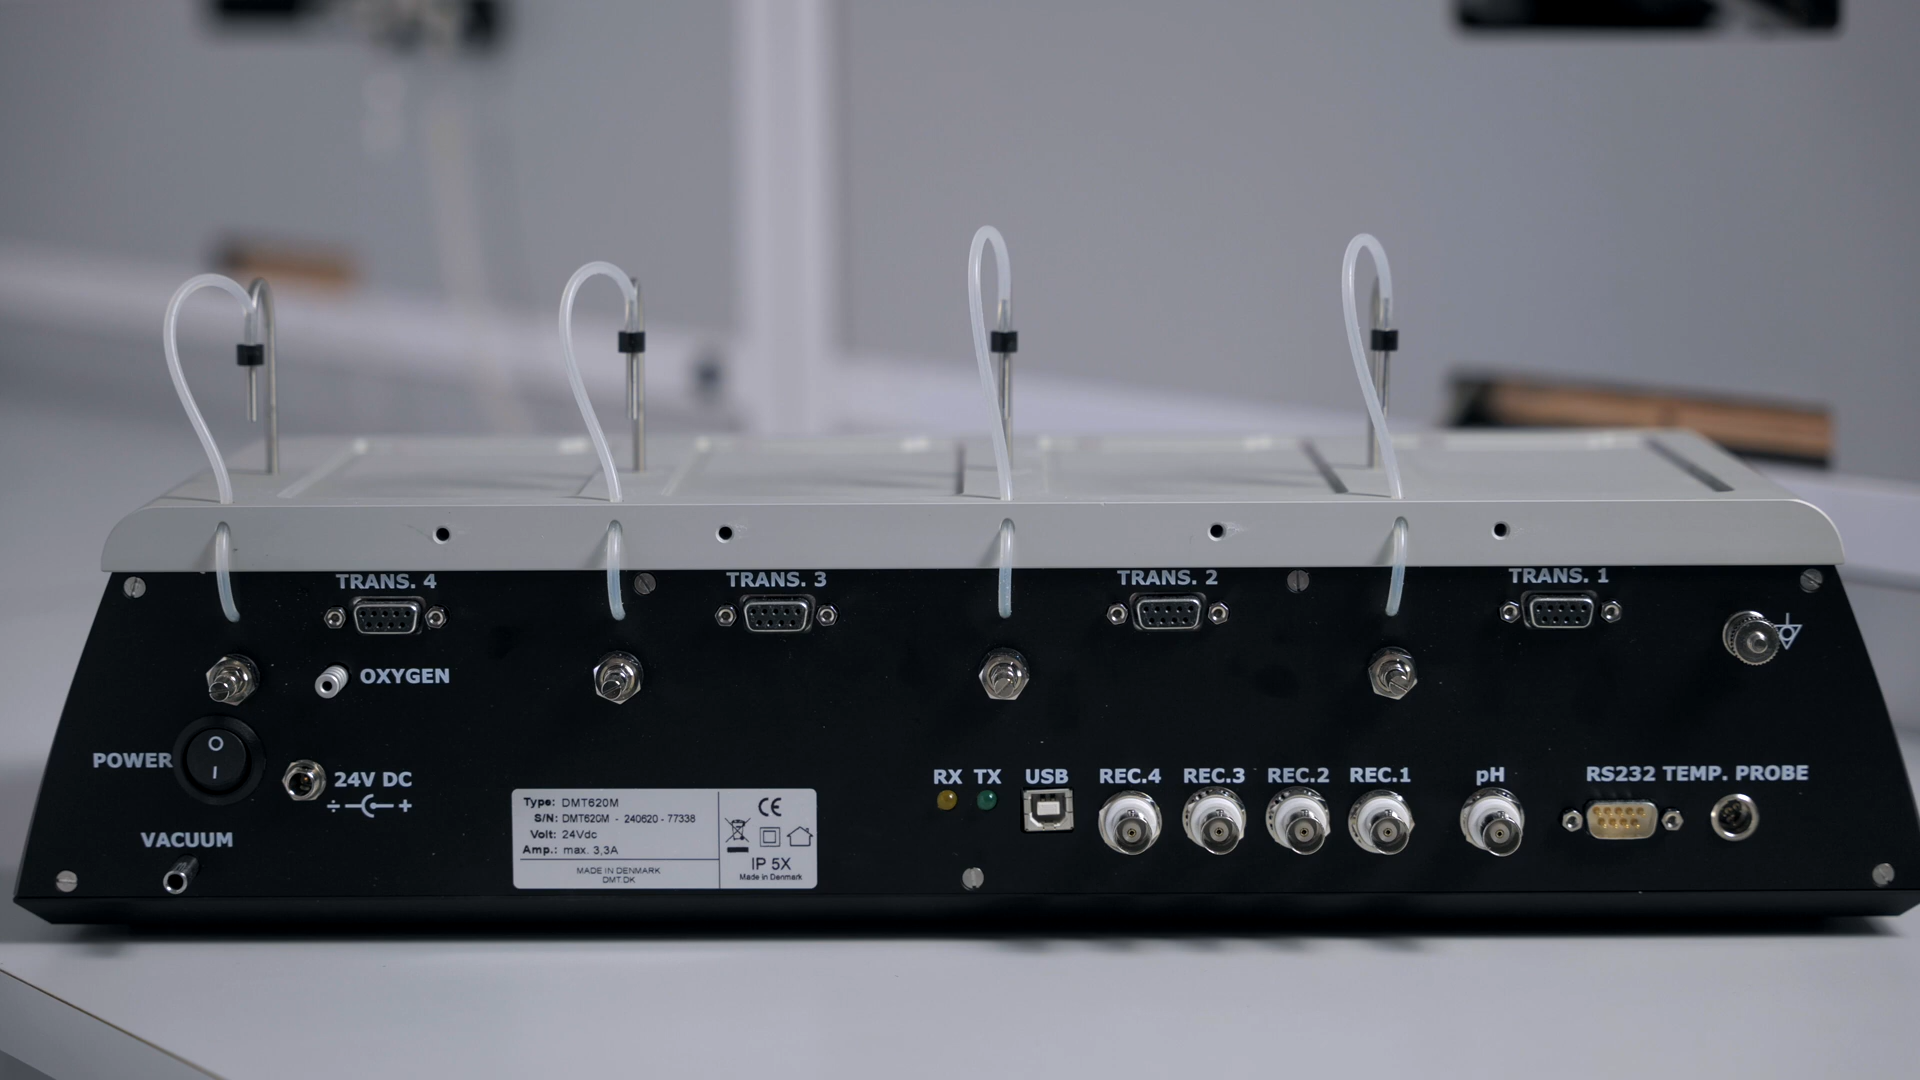 TRANS. 4
TRANS. 3
TRANS. 2
TRANS. 1
OXYGEN
POWER
O
I
24V DC
÷ +
VACUUM
Type: DMT620M
S/N: DMT620M - 240620 - 77338
Volt: 24Vdc
Amp.: max. 3,3A
MADE IN DENMARK
DMT.DK
CE
IP 5X
Made in Denmark
RX TX USB REC.4 REC.3 REC.2 REC.1 pH RS232 TEMP. PROBE